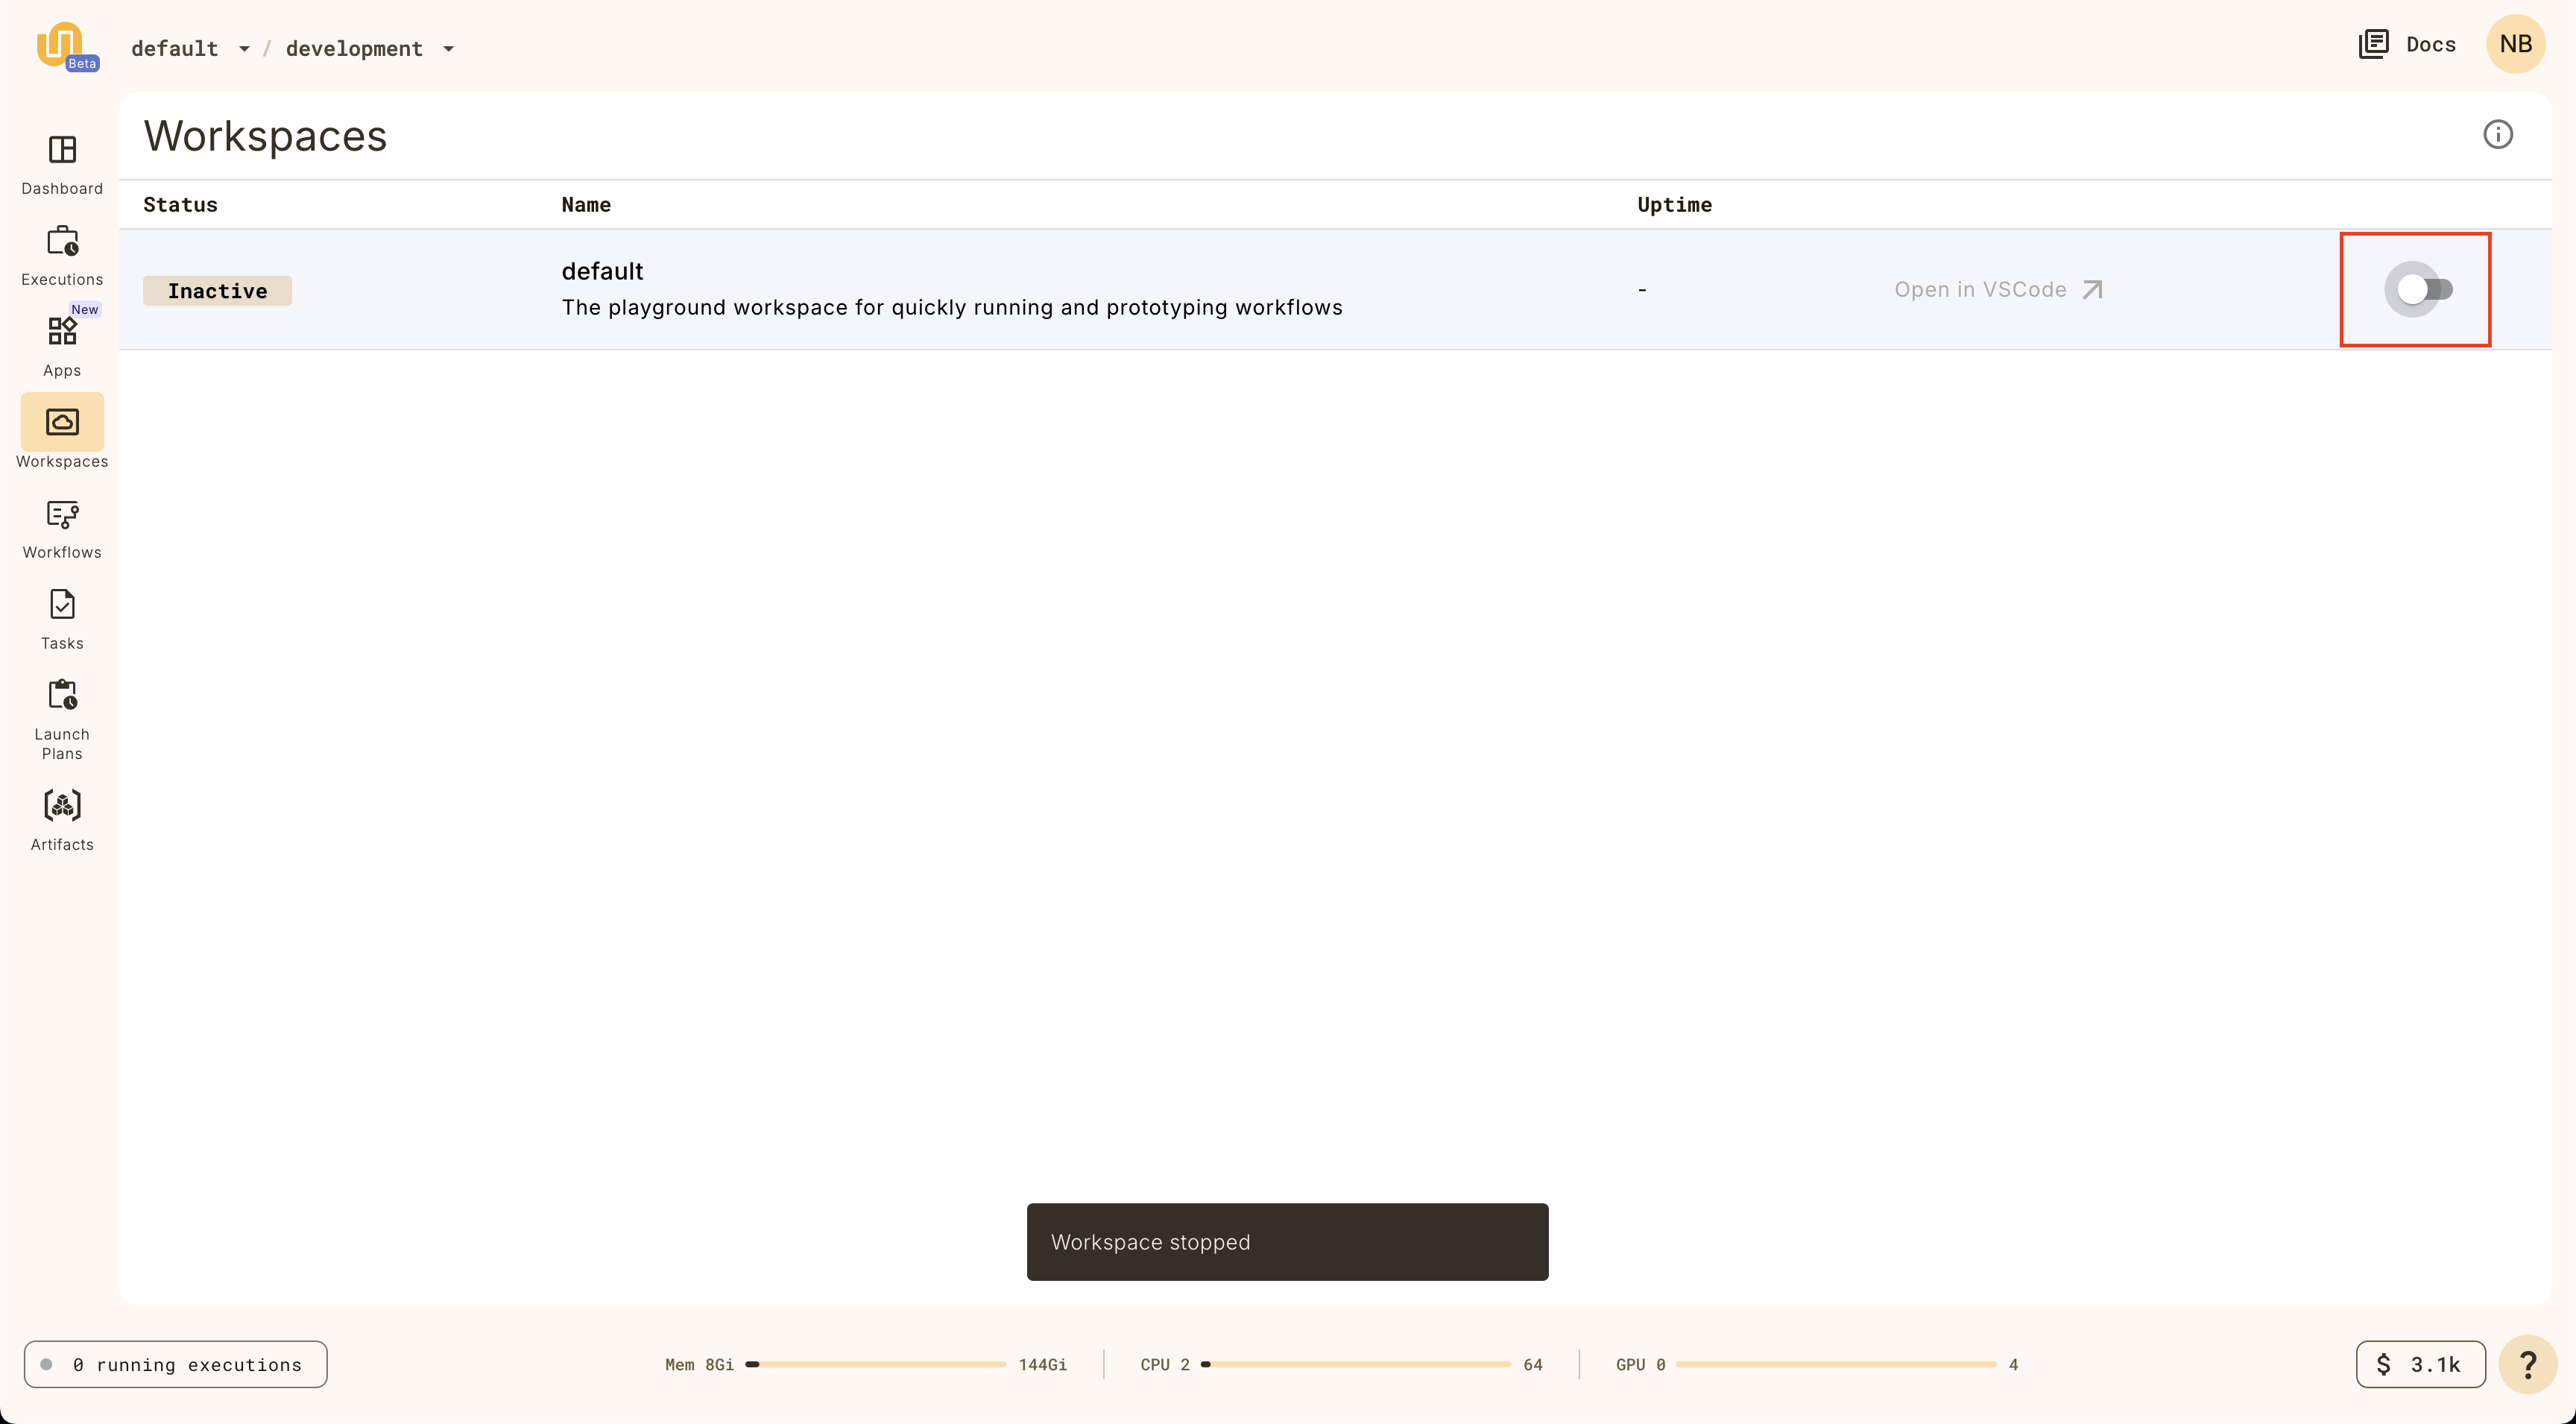 Beta
default / development
Docs
NB
Dashboard
Executions
New
Apps
Workspaces
Workflows
Tasks
Launch
Plans
Artifacts
Workspaces
Status Name Uptime
Inactive
default
The playground workspace for quickly running and prototyping workflows
-
Open in VSCode
Workspace stopped
0 running executions
Mem 8Gi 144Gi
CPU 2 64
GPU 0 4
$ 3.1k
?